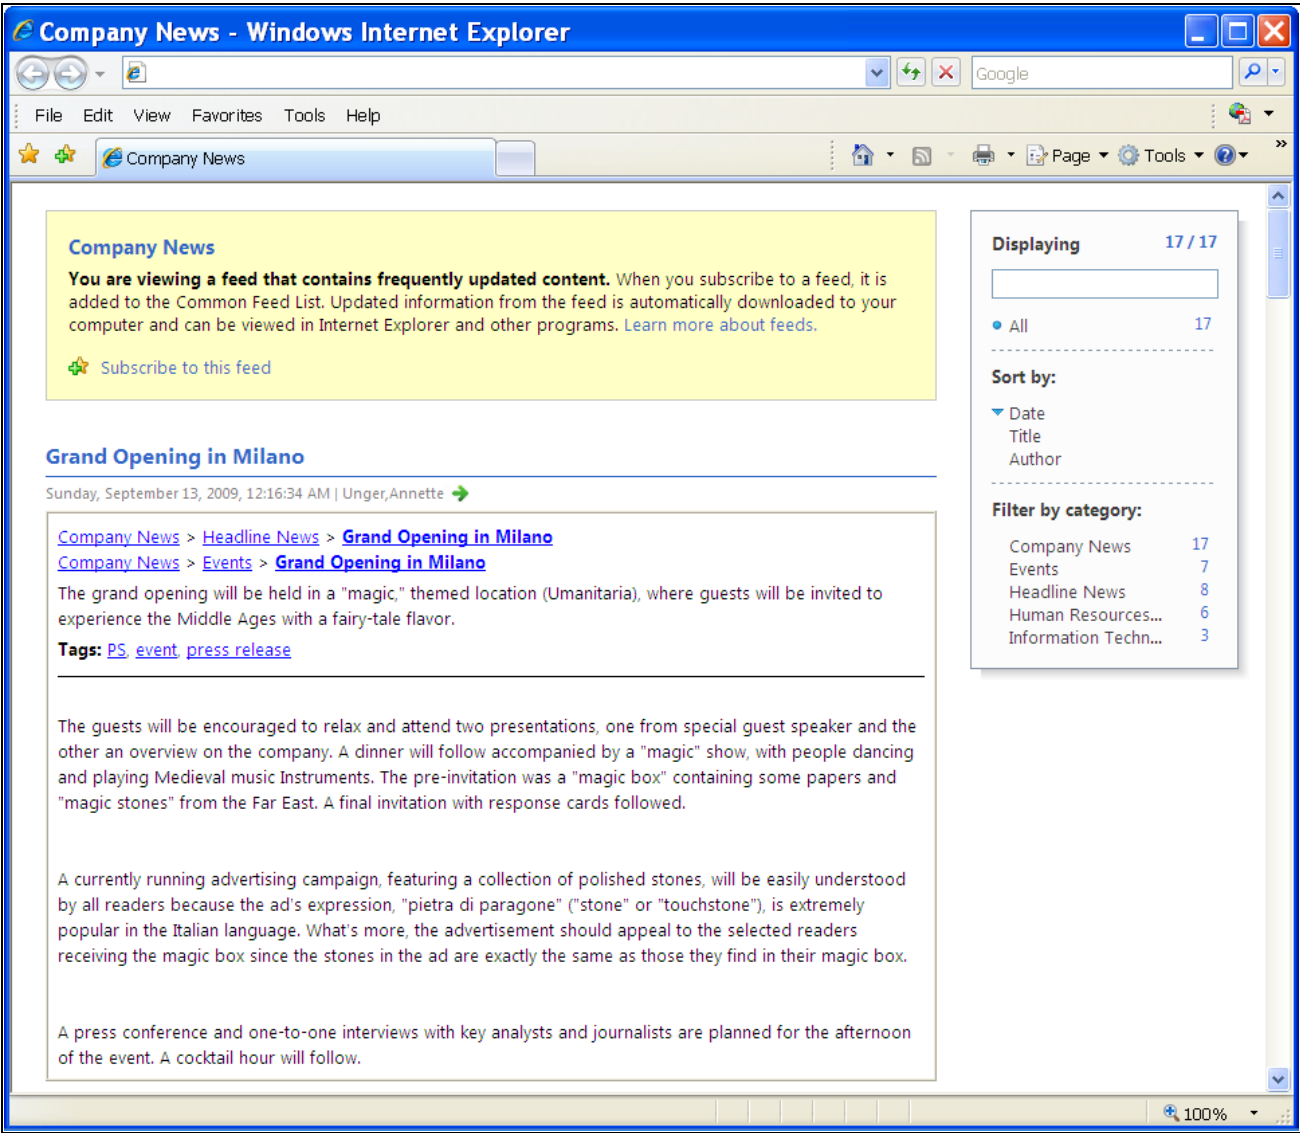 Company News - Windows Internet Explorer
Google
File Edit View Favorites Tools Help
Company News
Page Tools
Company News
You are viewing a feed that contains frequently updated content. When you subscribe to a feed, it is
added to the Common Feed List. Updated information from the feed is automatically downloaded to your
computer and can be viewed in Internet Explorer and other programs. Learn more about feeds.
Subscribe to this feed
Grand Opening in Milano
Sunday, September 13, 2009, 12:16:34 AM | Unger,Annette
Company News > Headline News > Grand Opening in Milano
Company News > Events > Grand Opening in Milano
The grand opening will be held in a "magic," themed location (Umanitaria), where guests will be invited to
experience the Middle Ages with a fairy-tale flavor.
Tags: PS, event, press release
The guests will be encouraged to relax and attend two presentations, one from special guest speaker and the
other an overview on the company. A dinner will follow accompanied by a "magic" show, with people dancing
and playing Medieval music Instruments. The pre-invitation was a "magic box" containing some papers and
"magic stones" from the Far East. A final invitation with response cards followed.
A currently running advertising campaign, featuring a collection of polished stones, will be easily understood
by all readers because the ad's expression, "pietra di paragone" ("stone" or "touchstone"), is extremely
popular in the Italian language. What's more, the advertisement should appeal to the selected readers
receiving the magic box since the stones in the ad are exactly the same as those they find in their magic box.
A press conference and one-to-one interviews with key analysts and journalists are planned for the afternoon
of the event. A cocktail hour will follow.
Displaying 17 / 17
All 17
Sort by:
Date
Title
Author
Filter by category:
Company News 17
Events 7
Headline News 8
Human Resources... 6
Information Techn... 3
100%